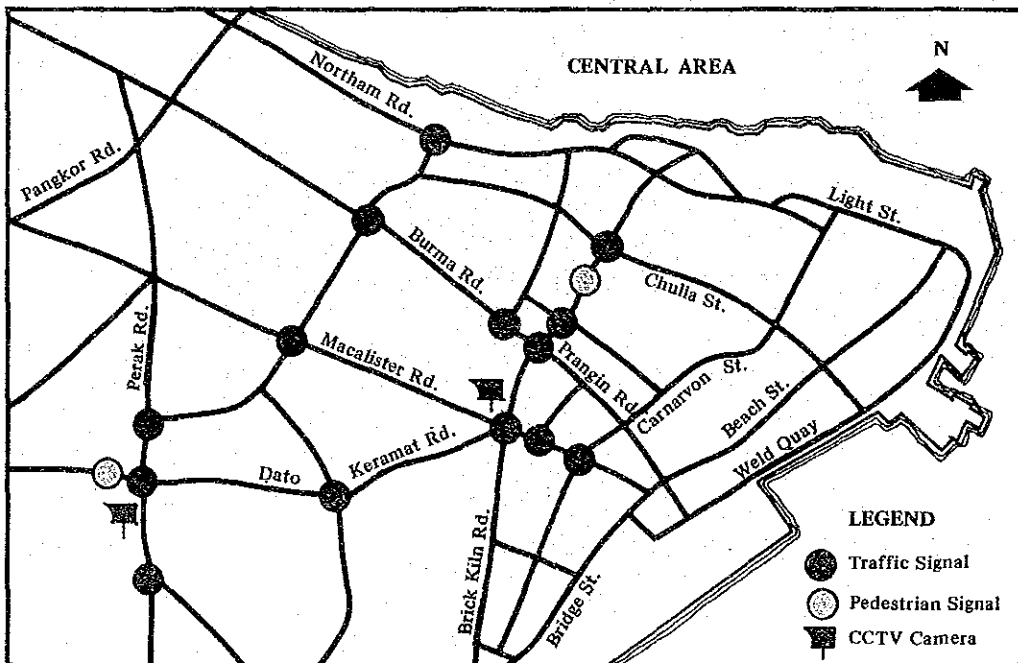 CENTRAL AREA
N
Northam Rd.
Pangkor Rd.
Light St.
Burma Rd.
Chulia St.
Perak Rd.
Macalister Rd.
Prangin Rd.
Carnarvon St.
Beach St.
Keramat Rd.
Dato
Weld Quay
Brick Kiln Rd.
Bridge St.
LEGEND
Traffic Signal
Pedestrian Signal
CCTV Camera